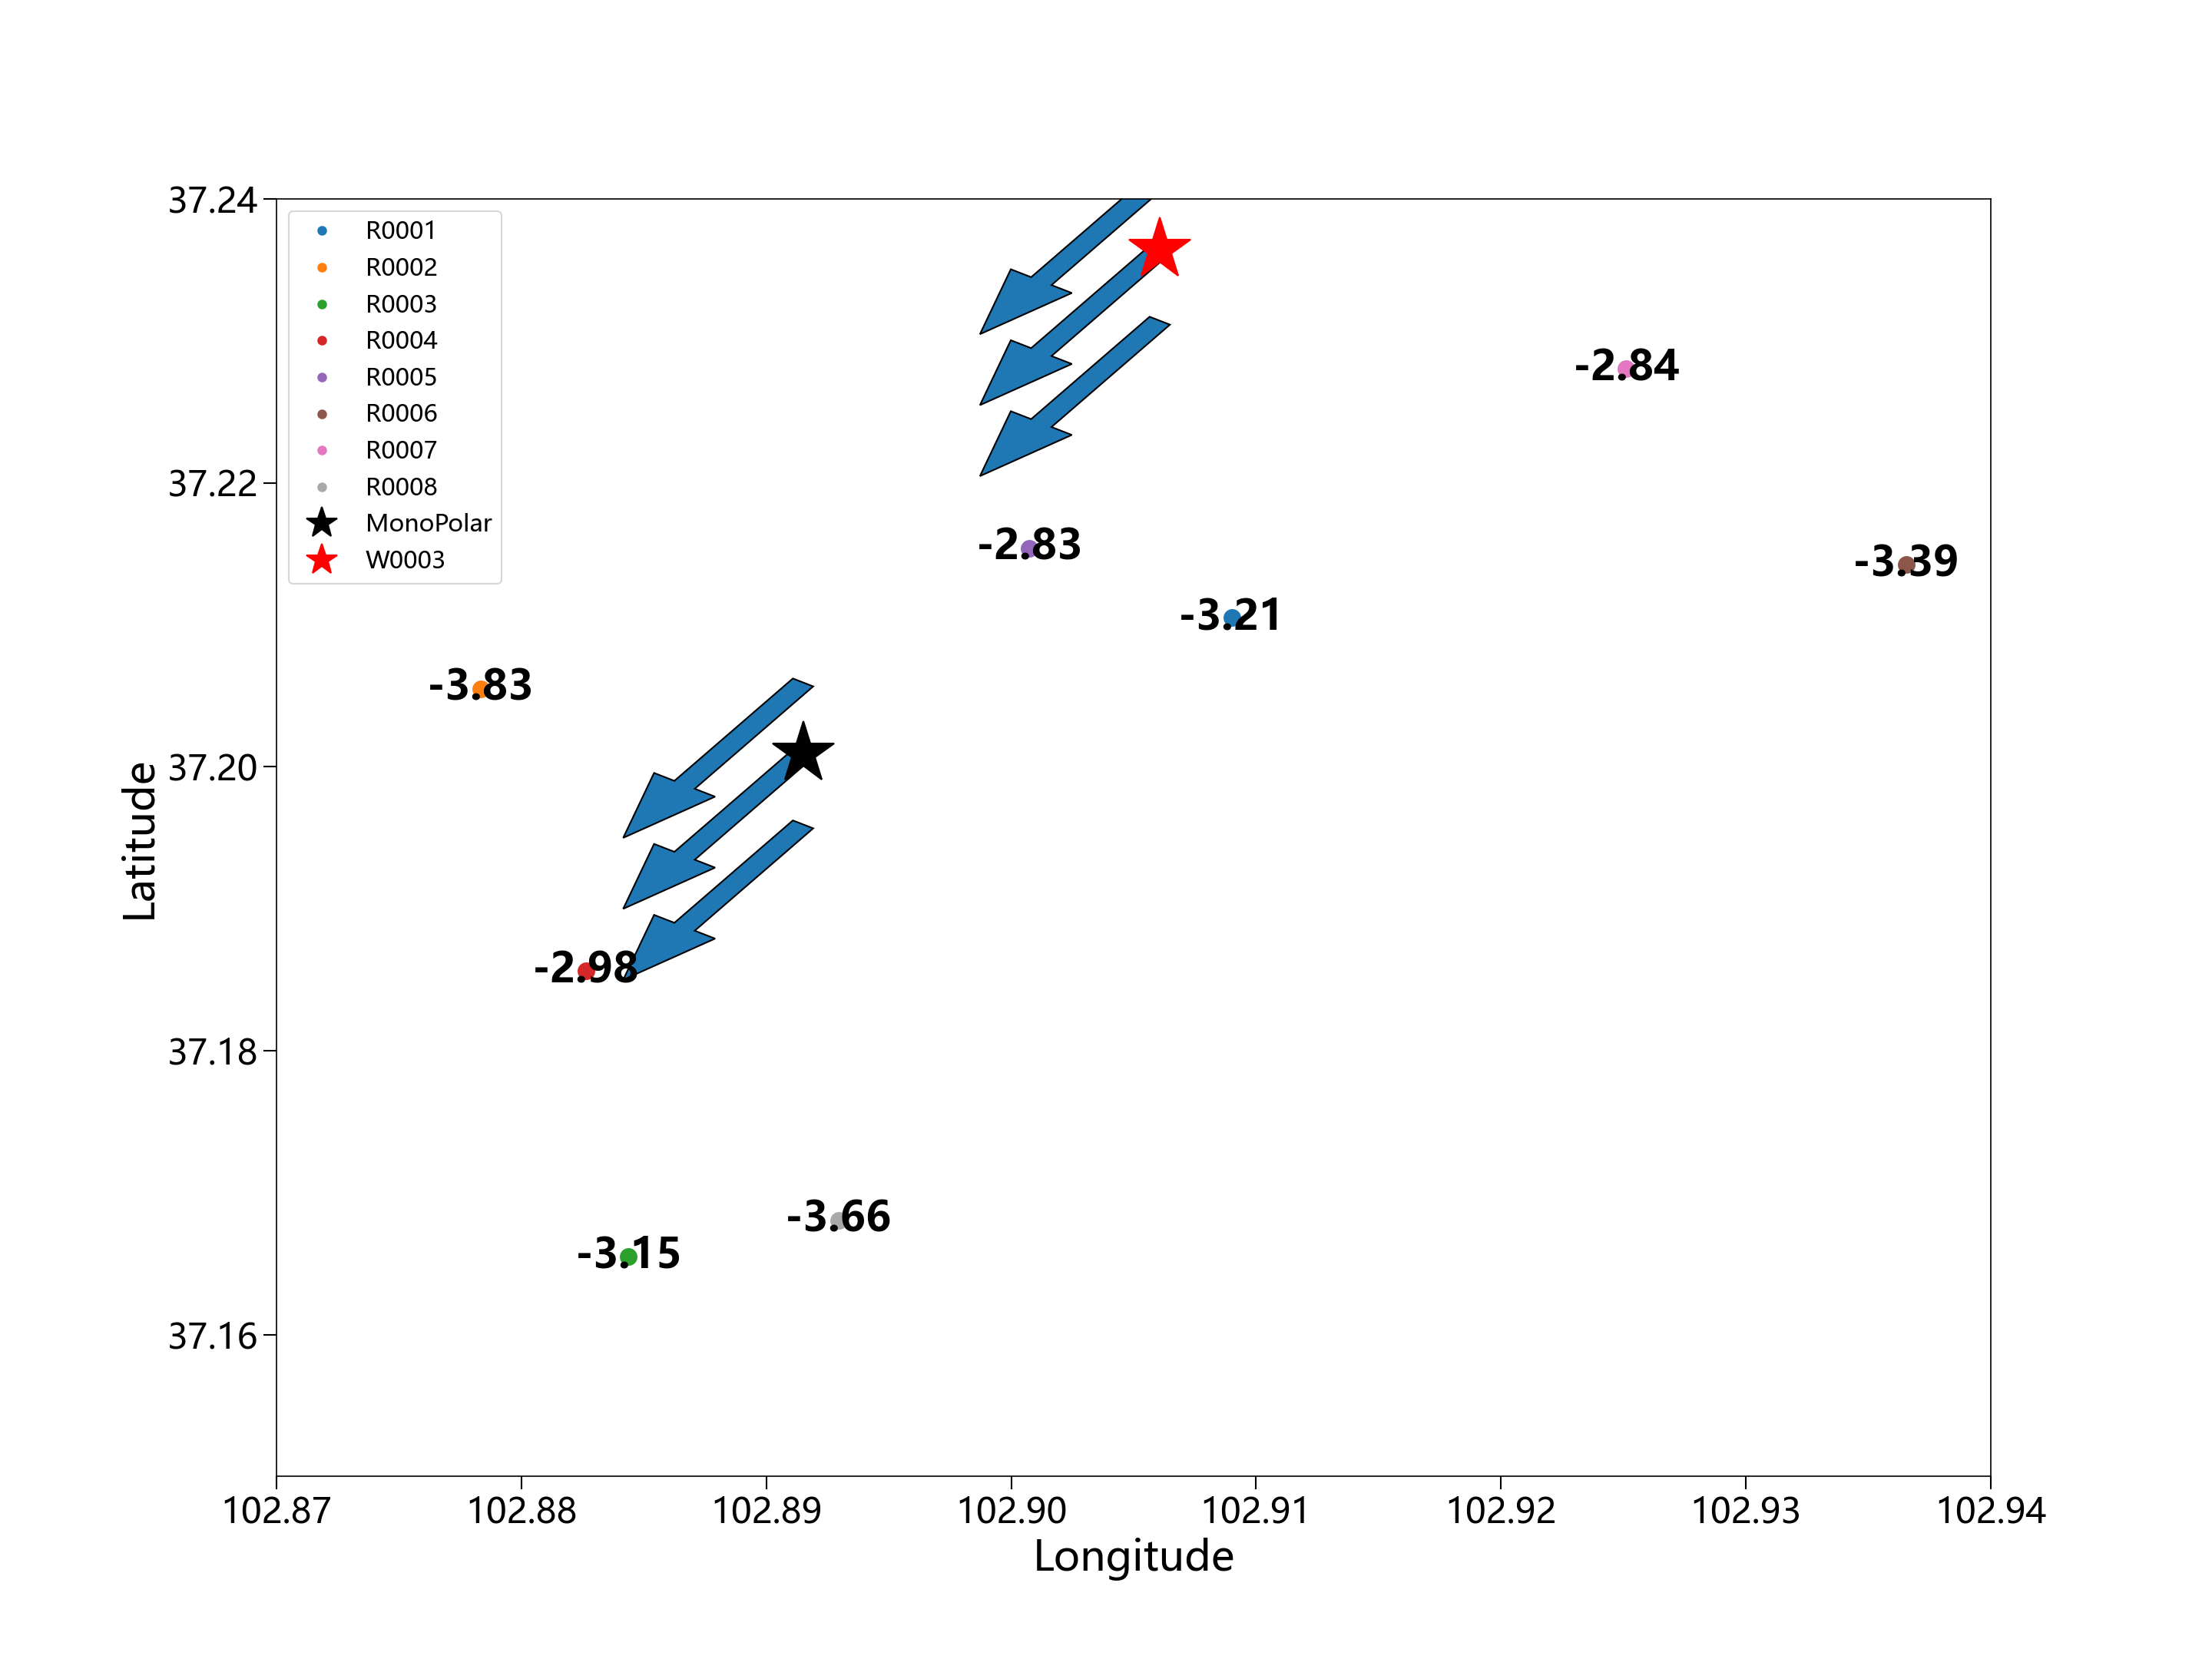 37.24
R0001
R0002
R0003
R0004
R0005
R0006
R0007
R0008
MonoPolar
W0003
-2.84
37.22
-2.83
-3.39
-3.21
-3.83
37.20
Latitude
-2.98
37.18
-3.66
-3.15
37.16
102.87 102.88 102.89 102.90 102.91 102.92 102.93 102.94
Longitude